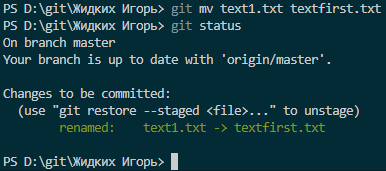 PS D:\git\Жидких Игорь> git mv text1.txt textfirst.txt
PS D:\git\Жидких Игорь> git status
On branch master
Your branch is up to date with 'origin/master'.
Changes to be committed:
  (use "git restore --staged <file>..." to unstage)
        renamed:    text1.txt -> textfirst.txt
PS D:\git\Жидких Игорь>